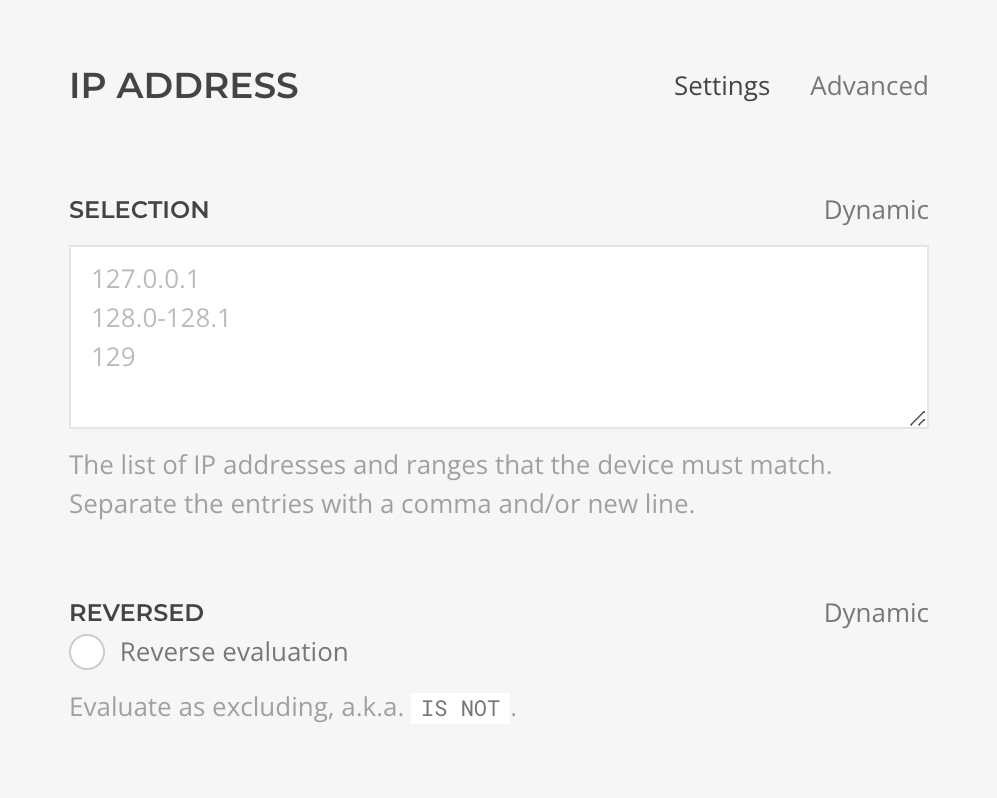 IP ADDRESS
Settings
Advanced
SELECTION
Dynamic
127.0.0.1
128.0-128.1
129
The list of IP addresses and ranges that the device must match.
Separate the entries with a comma and/or new line.
REVERSED
Dynamic
Reverse evaluation
Evaluate as excluding, a.k.a. IS NOT.